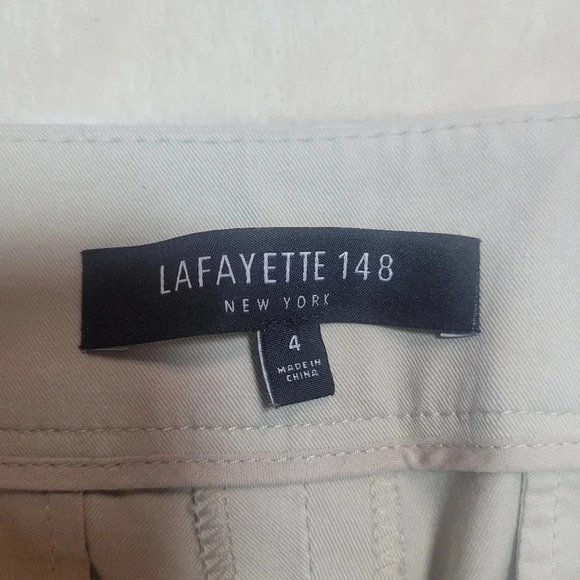 LAFAYETTE 148
NEW YORK
4
MADE IN
CHINA